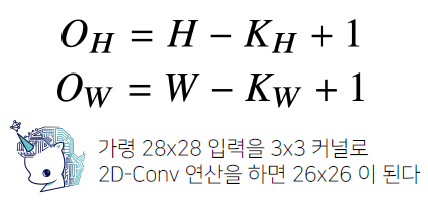 O_H = H − K_H + 1
O_W = W − K_W + 1
가령 28x28 입력을 3x3 커널로
2D-Conv 연산을 하면 26x26 이 된다